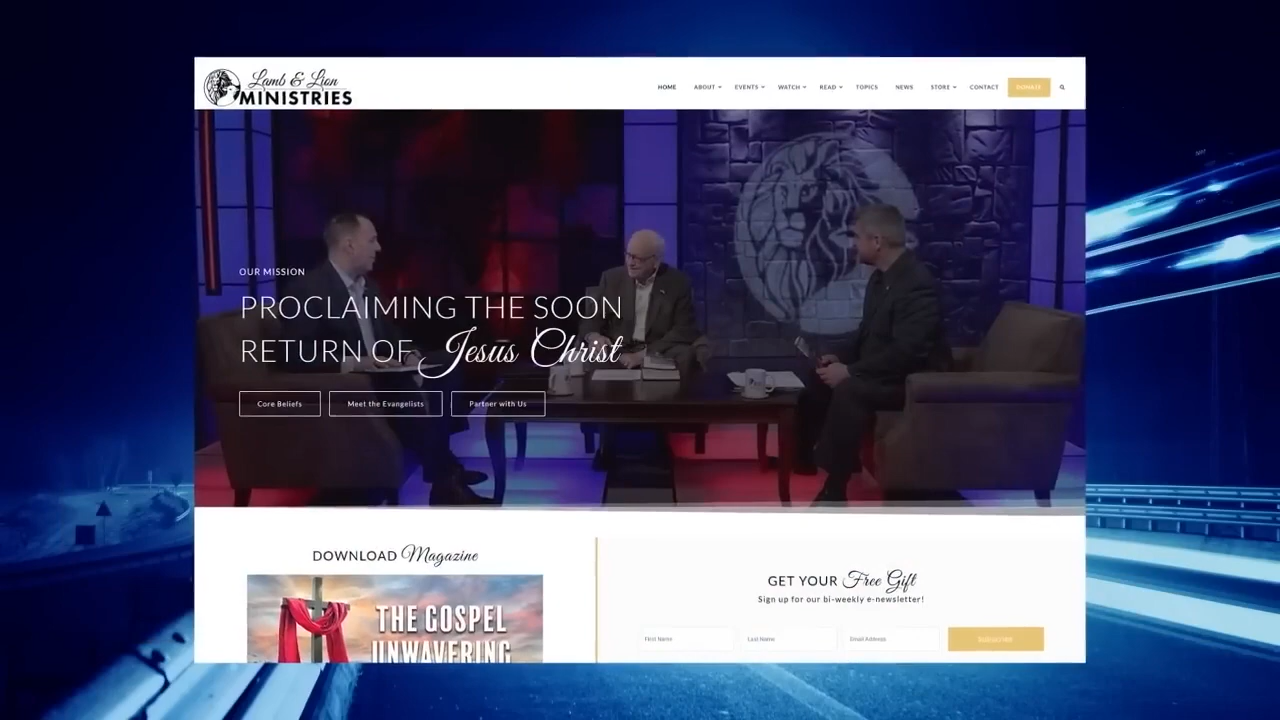 Lamb & Lion
MINISTRIES
HOME ABOUT EVENTS WATCH READ TOPICS NEWS STORE CONTACT DONATE
OUR MISSION
PROCLAIMING THE SOON
RETURN OF Jesus Christ
Core Beliefs Meet the Evangelists Partner with Us
DOWNLOAD Magazine
THE GOSPEL
UNWAVERING
GET YOUR Free Gift
Sign up for our bi-weekly e-newsletter!
First Name Last Name Email Address SUBSCRIBE